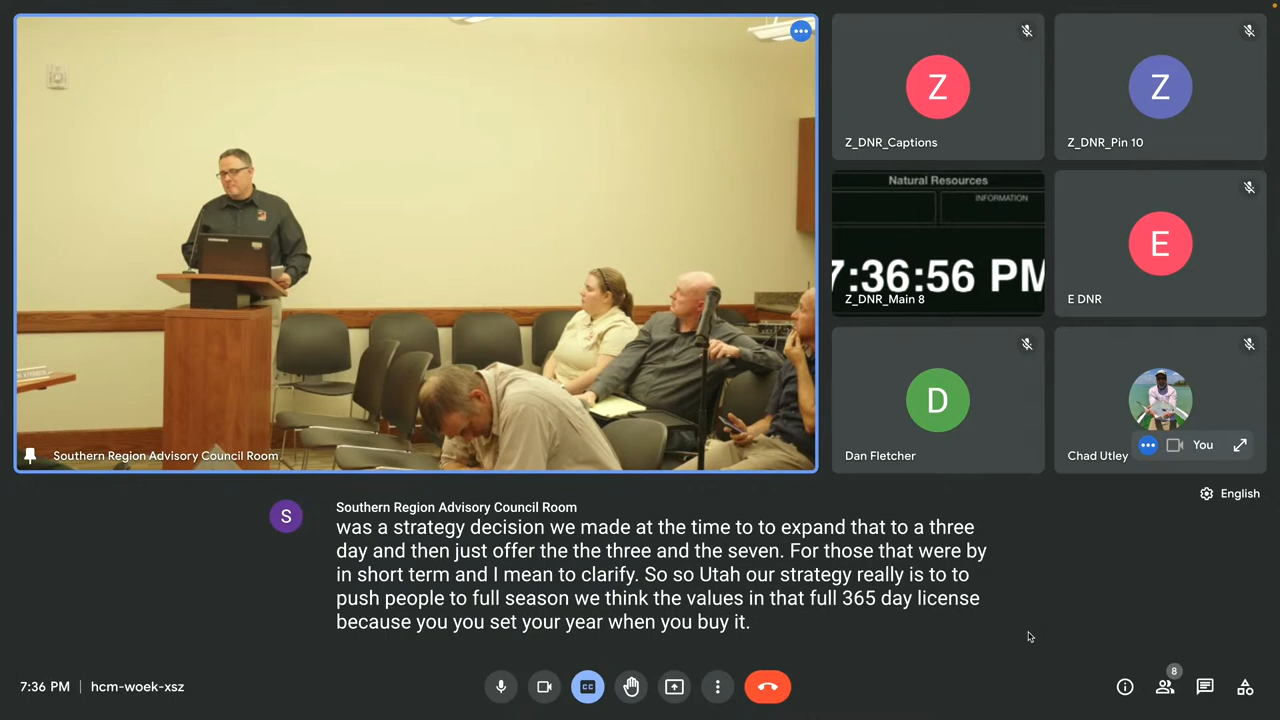 Z
Z_DNR_Captions
Z
Z_DNR_Pin 10
Natural Resources
INFORMATION
7:36:56 PM
Z_DNR_Main 8
E
E DNR
D
Dan Fletcher
Chad Utley
You
Southern Region Advisory Council Room
English
S
Southern Region Advisory Council Room
was a strategy decision we made at the time to to expand that to a three
day and then just offer the the three and the seven. For those that were by
in short term and I mean to clarify. So so Utah our strategy really is to to
push people to full season we think the values in that full 365 day license
because you you set your year when you buy it.
7:36 PM
hcm-woek-xsz
CC
8